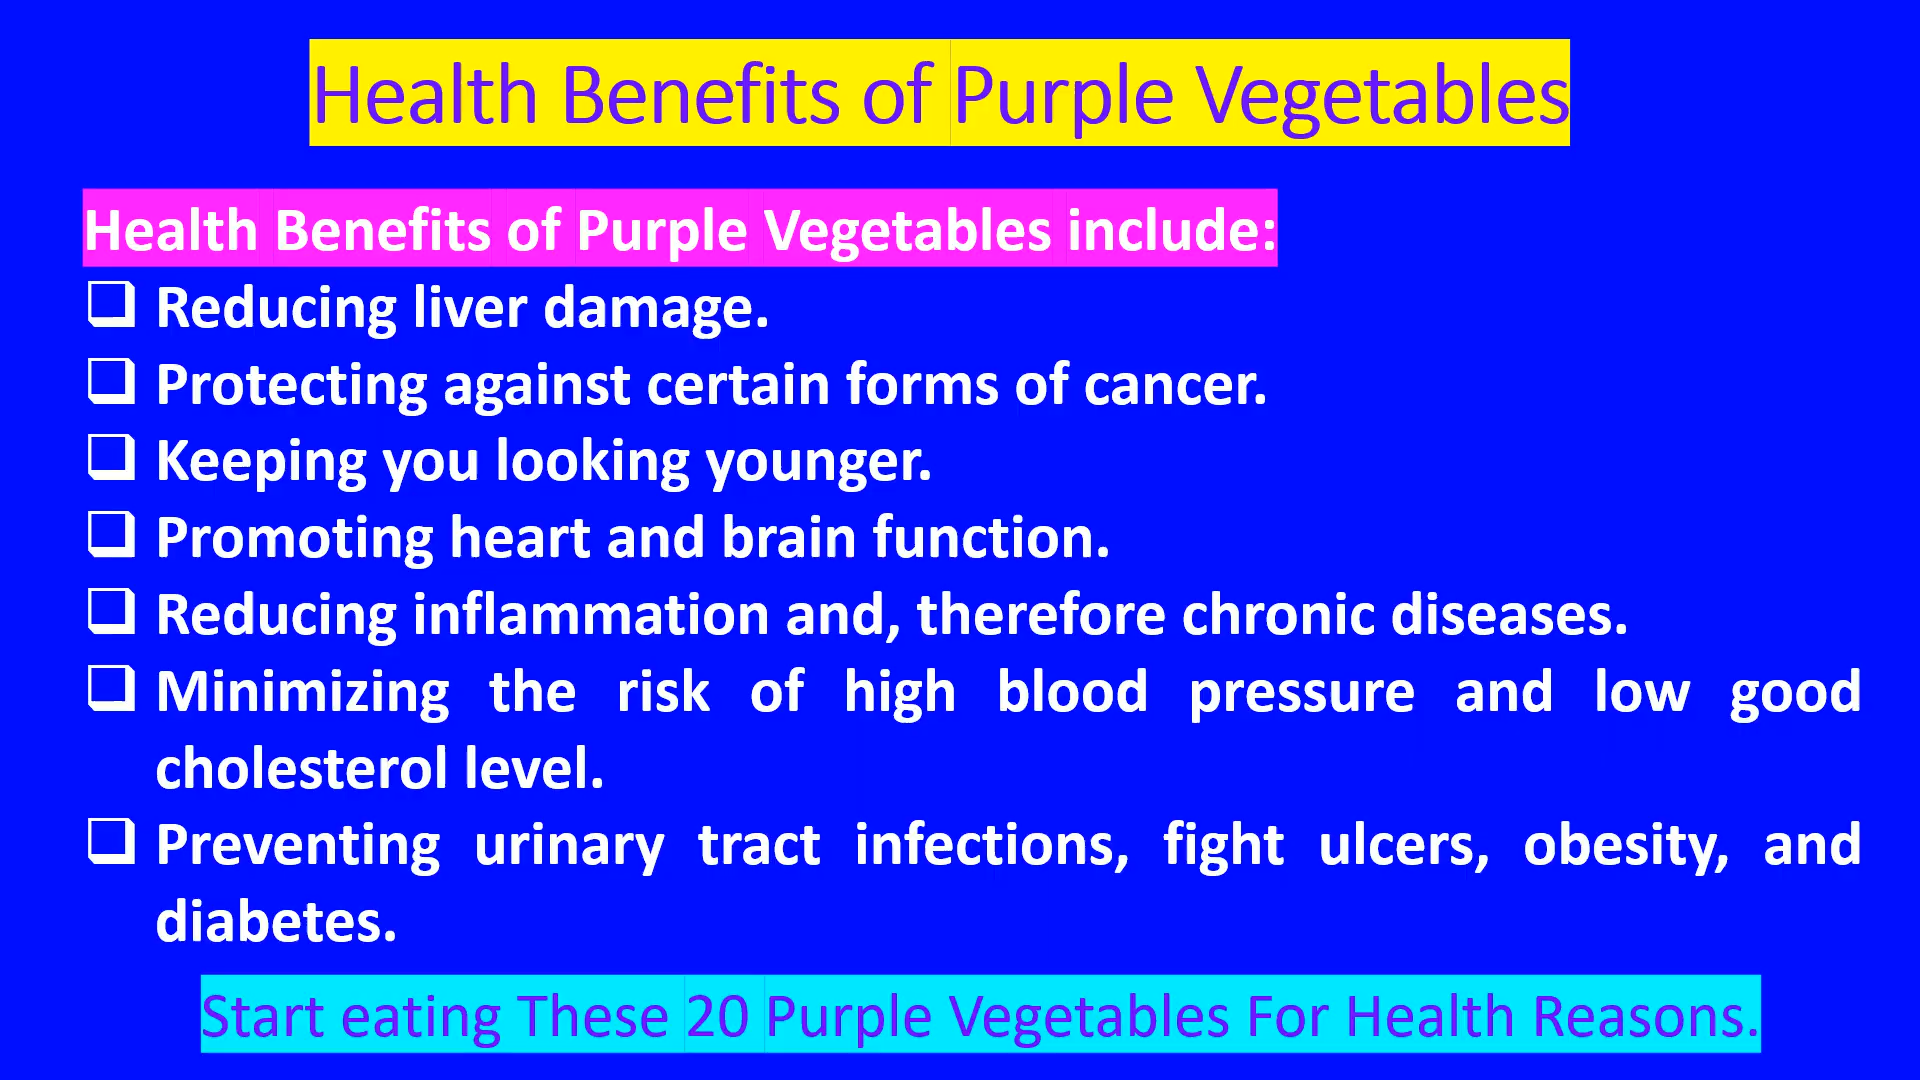 Health Benefits of Purple Vegetables
Health Benefits of Purple Vegetables include:
❑ Reducing liver damage.
❑ Protecting against certain forms of cancer.
❑ Keeping you looking younger.
❑ Promoting heart and brain function.
❑ Reducing inflammation and, therefore chronic diseases.
❑ Minimizing the risk of high blood pressure and low good
cholesterol level.
❑ Preventing urinary tract infections, fight ulcers, obesity, and
diabetes.
Start eating These 20 Purple Vegetables For Health Reasons.